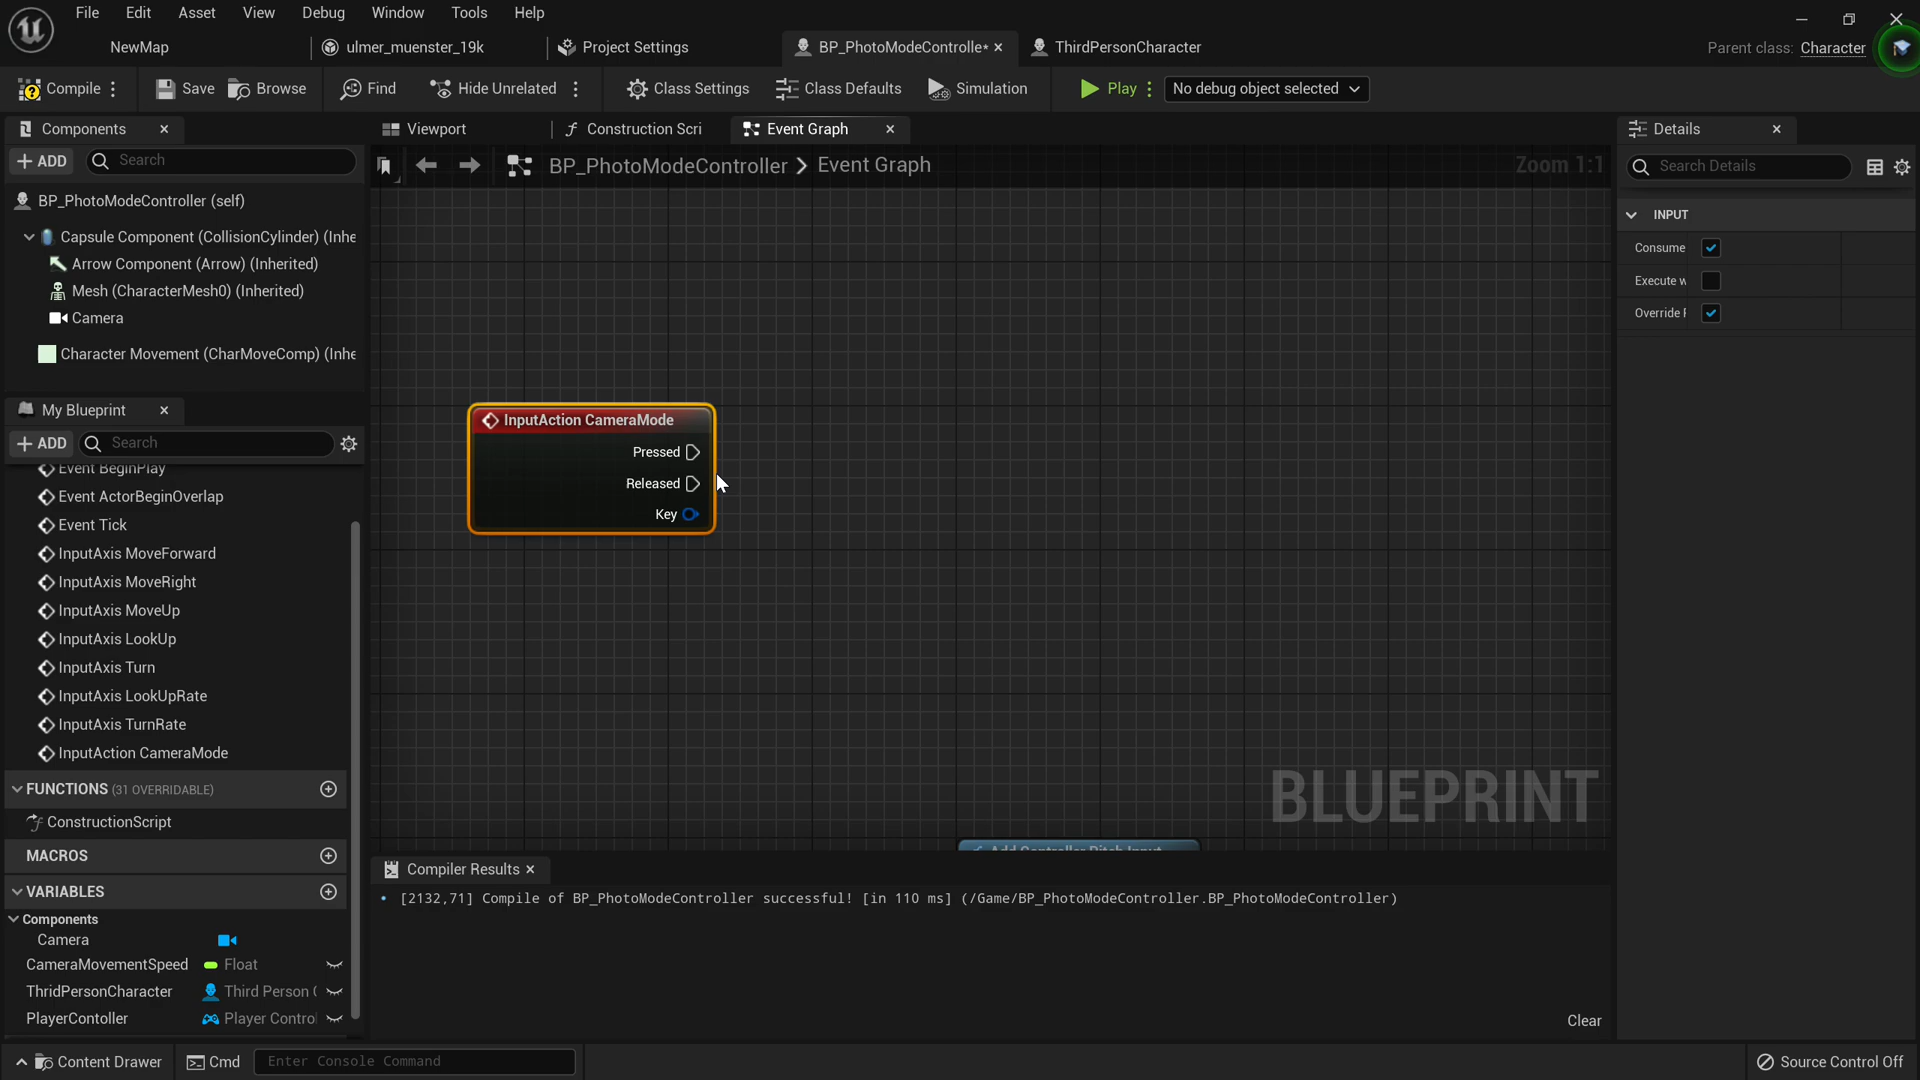 File Edit Asset View Debug Window Tools Help
NewMap ulmer_muenster_19k Project Settings BP_PhotoModeControlle* ThirdPersonCharacter Parent class: Character
Compile Save Browse Find Hide Unrelated Class Settings Class Defaults Simulation Play No debug object selected
Components Viewport Construction Scri Event Graph Details
ADD Search BP_PhotoModeController Event Graph Zoom 1:1 Search Details
BP_PhotoModeController (self)
Capsule Component (CollisionCylinder) (Inhe
Arrow Component (Arrow) (Inherited)
Mesh (CharacterMesh0) (Inherited)
Camera
Character Movement (CharMoveComp) (Inhe
INPUT
Consume
Execute w
Override
My Blueprint
ADD Search
Event BeginPlay
Event ActorBeginOverlap
Event Tick
InputAxis MoveForward
InputAxis MoveRight
InputAxis MoveUp
InputAxis LookUp
InputAxis Turn
InputAxis LookUpRate
InputAxis TurnRate
InputAction CameraMode
FUNCTIONS (31 OVERRIDABLE)
ConstructionScript
MACROS
VARIABLES
Components
Camera
CameraMovementSpeed Float
ThridPersonCharacter Third Person
PlayerContoller Player Contro
InputAction CameraMode
Pressed
Released
Key
Add Controller Pitch Input
BLUEPRINT
Compiler Results
[2132,71] Compile of BP_PhotoModeController successful! [in 110 ms] (/Game/BP_PhotoModeController.BP_PhotoModeController)
Clear
Content Drawer Cmd Enter Console Command Source Control Off